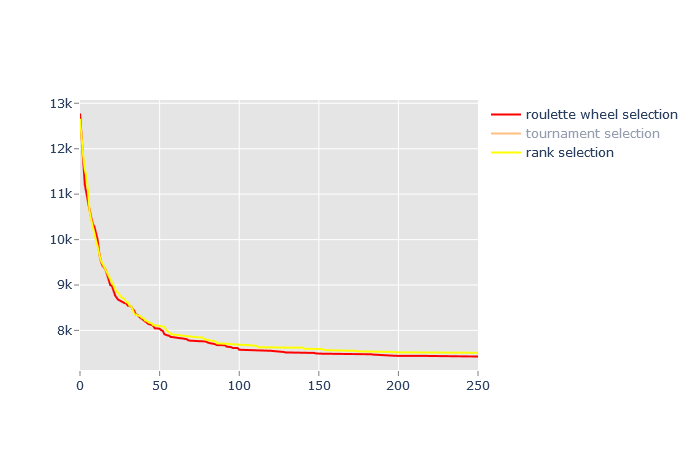 13k
12k
11k
10k
9k
8k
0
50
100
150
200
250
roulette wheel selection
tournament selection
rank selection